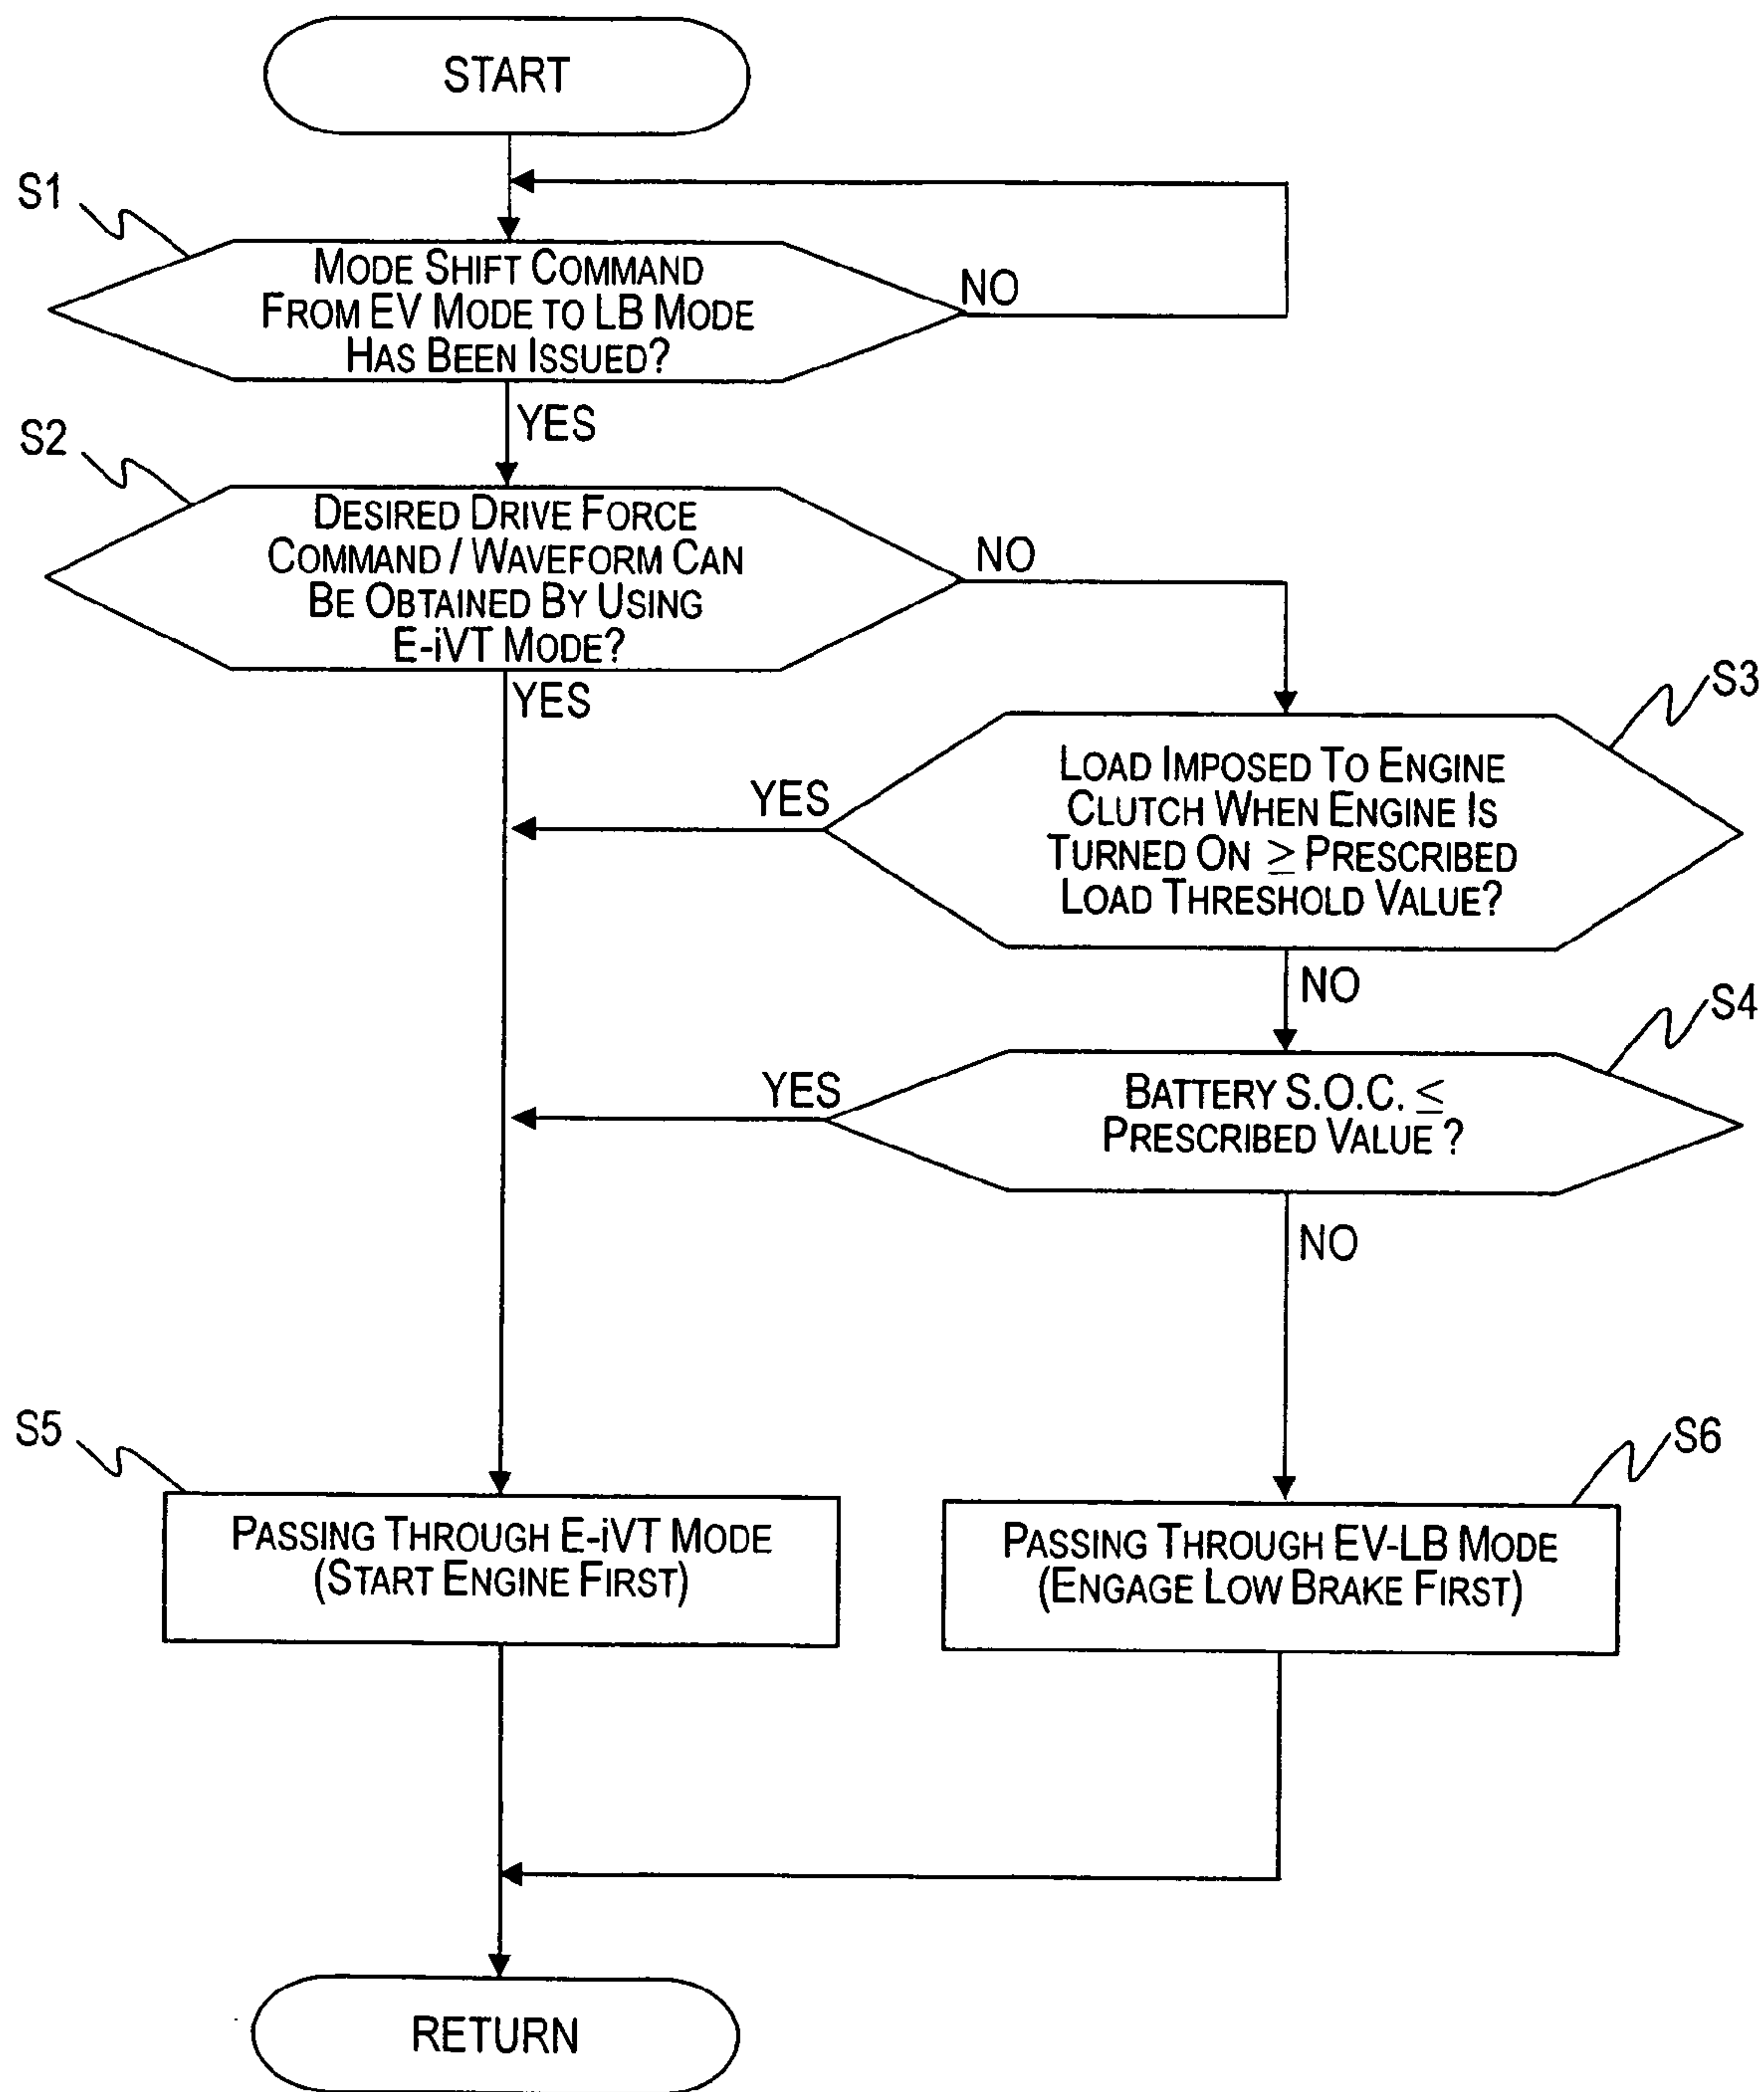 START
S1
MODE SHIFT COMMAND
FROM EV MODE TO LB MODE
HAS BEEN ISSUED?
NO
YES
S2
DESIRED DRIVE FORCE
COMMAND / WAVEFORM CAN
BE OBTAINED BY USING
E-iVT MODE?
NO
YES
S3
LOAD IMPOSED TO ENGINE
CLUTCH WHEN ENGINE IS
TURNED ON ≥ PRESCRIBED
LOAD THRESHOLD VALUE?
YES
NO
S4
BATTERY S.O.C. ≤
PRESCRIBED VALUE ?
YES
NO
S5
PASSING THROUGH E-iVT MODE
(START ENGINE FIRST)
S6
PASSING THROUGH EV-LB MODE
(ENGAGE LOW BRAKE FIRST)
RETURN